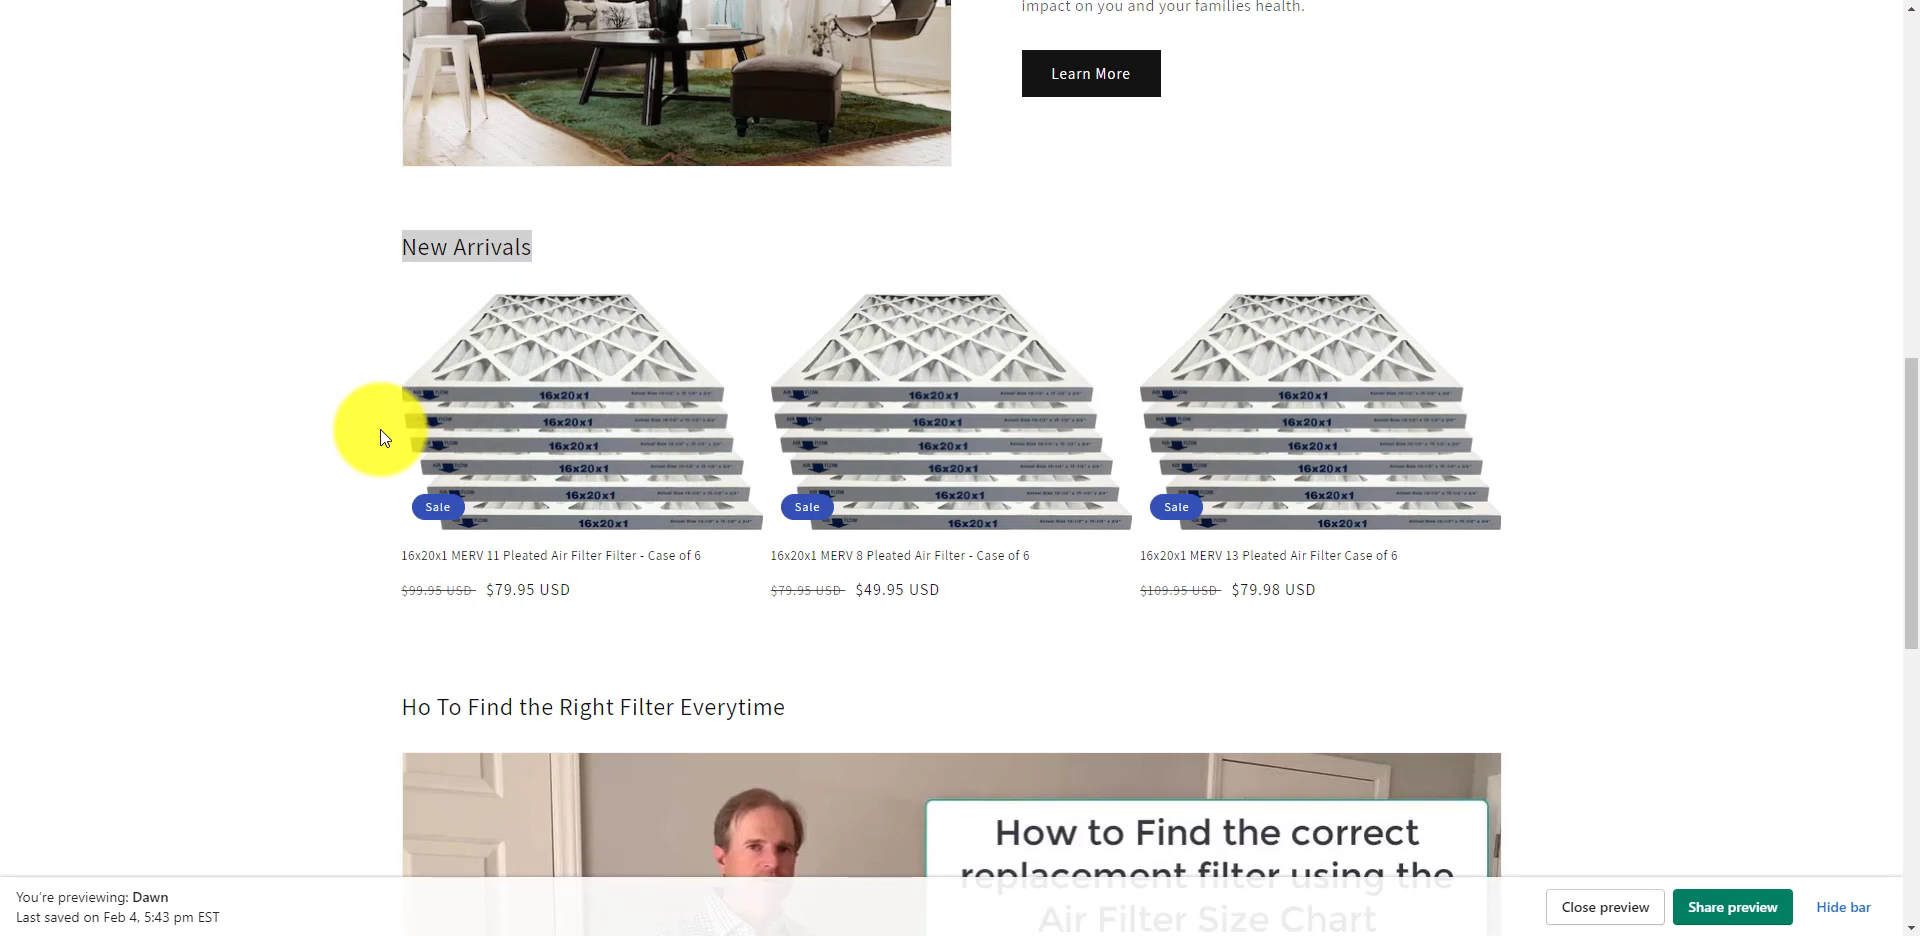 impact on you and your families health.
Learn More
New Arrivals
16x20x1
16x20x1
16x20x1
16x20x1
16x20x1
16x20x1
Sale
16x20x1
16x20x1
16x20x1
16x20x1
16x20x1
16x20x1
Sale
16x20x1
16x20x1
16x20x1
16x20x1
16x20x1
16x20x1
Sale
16x20x1 MERV 11 Pleated Air Filter Filter - Case of 6
$99.95 USD $79.95 USD
16x20x1 MERV 8 Pleated Air Filter - Case of 6
$79.95 USD $49.95 USD
16x20x1 MERV 13 Pleated Air Filter Case of 6
$109.95 USD $79.98 USD
Ho To Find the Right Filter Everytime
How to Find the correct
replacement filter using the
Air Filter Size Chart
You're previewing: Dawn
Last saved on Feb 4, 5:43 pm EST
Close preview
Share preview
Hide bar